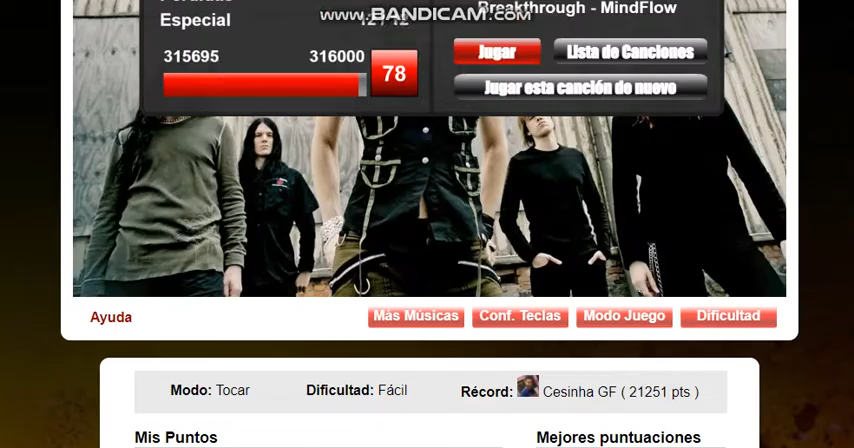 www.BANDICAM.com
Breakthrough - MindFlow
Especial
315695 316000 78
Jugar Lista de Canciones
Jugar esta canción de nuevo
Ayuda Más Músicas Conf. Teclas Modo Juego Dificultad
Modo: Tocar Dificultad: Fácil Récord: Cesinha GF ( 21251 pts )
Mis Puntos Mejores puntuaciones